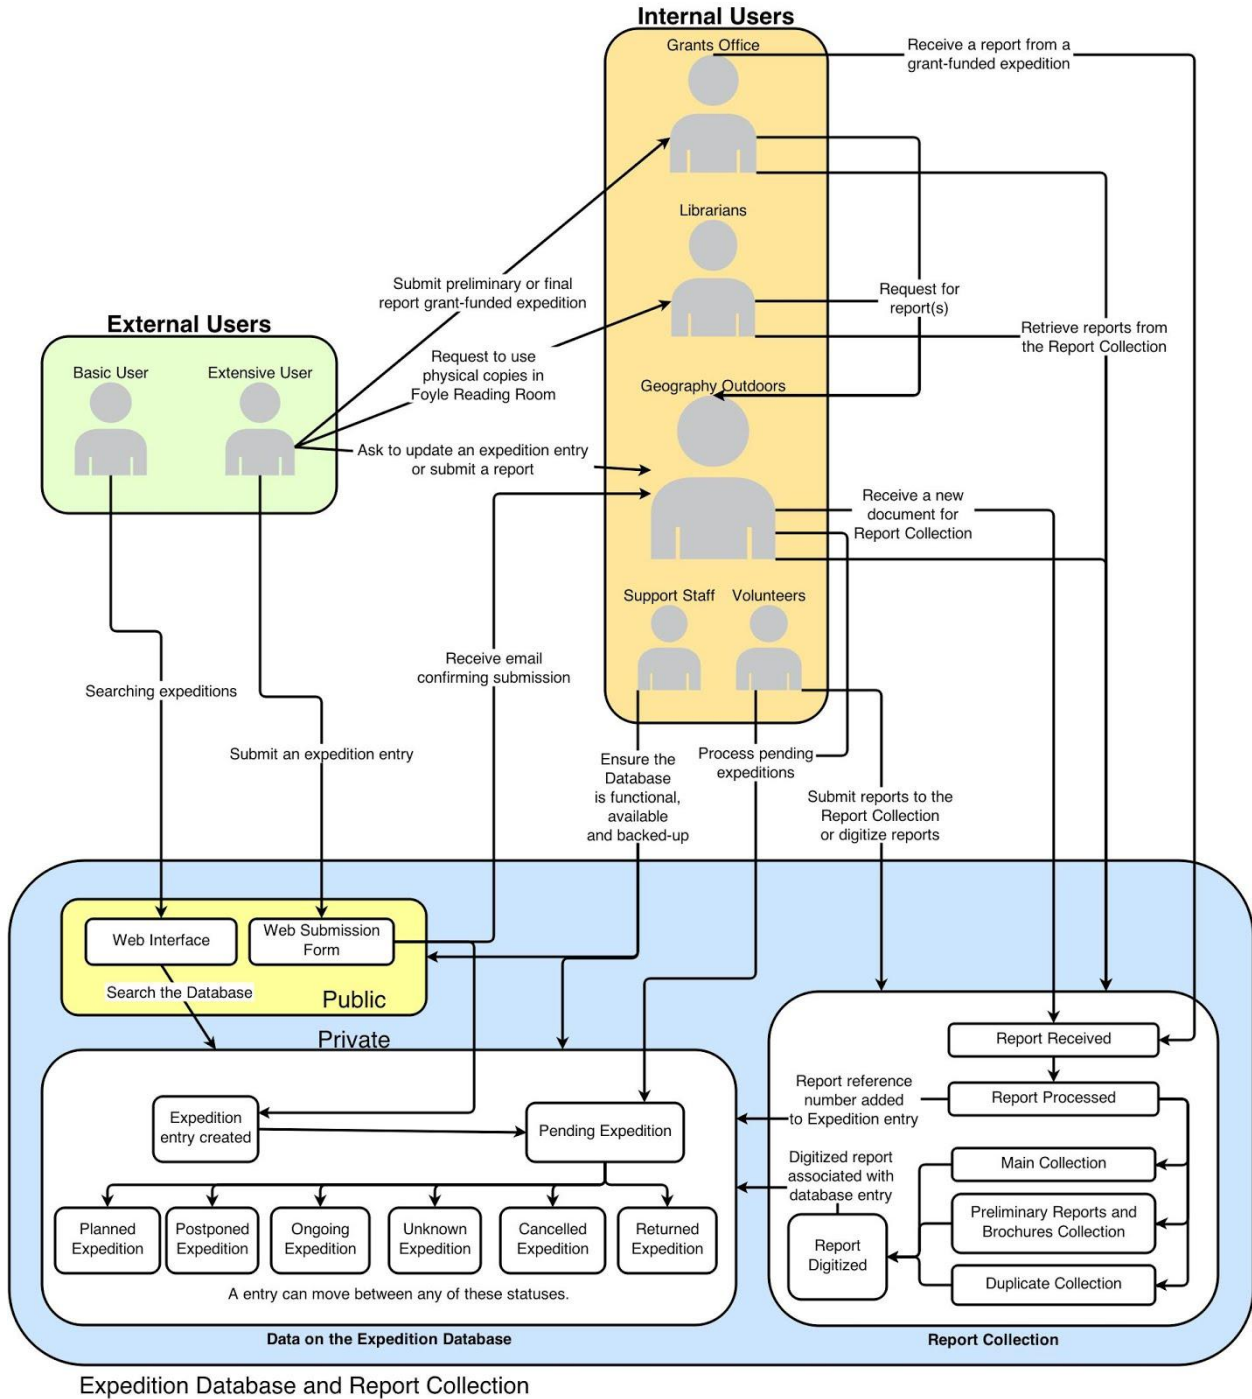 Internal Users
Grants Office
Receive a report from a
grant-funded expedition
Librarians
Submit preliminary or final
report grant-funded expedition
Request for
report(s)
Retrieve reports from
the Report Collection
External Users
Basic User
Extensive User
Request to use
physical copies in
Foyle Reading Room
Geography Outdoors
Ask to update an expedition entry
or submit a report
Receive a new
document for
Report Collection
Support Staff
Volunteers
Receive email
confirming submission
Searching expeditions
Submit an expedition entry
Ensure the
Database
is functional,
available
and backed-up
Process pending
expeditions
Submit reports to the
Report Collection
or digitize reports
Web Interface
Web Submission
Form
Search the Database
Public
Private
Report Received
Report reference
number added
to Expedition entry
Report Processed
Expedition
entry created
Pending Expedition
Digitized report
associated with
database entry
Main Collection
Preliminary Reports and
Brochures Collection
Duplicate Collection
Report
Digitized
Planned
Expedition
Postponed
Expedition
Ongoing
Expedition
Unknown
Expedition
Cancelled
Expedition
Returned
Expedition
A entry can move between any of these statuses.
Data on the Expedition Database
Report Collection
Expedition Database and Report Collection